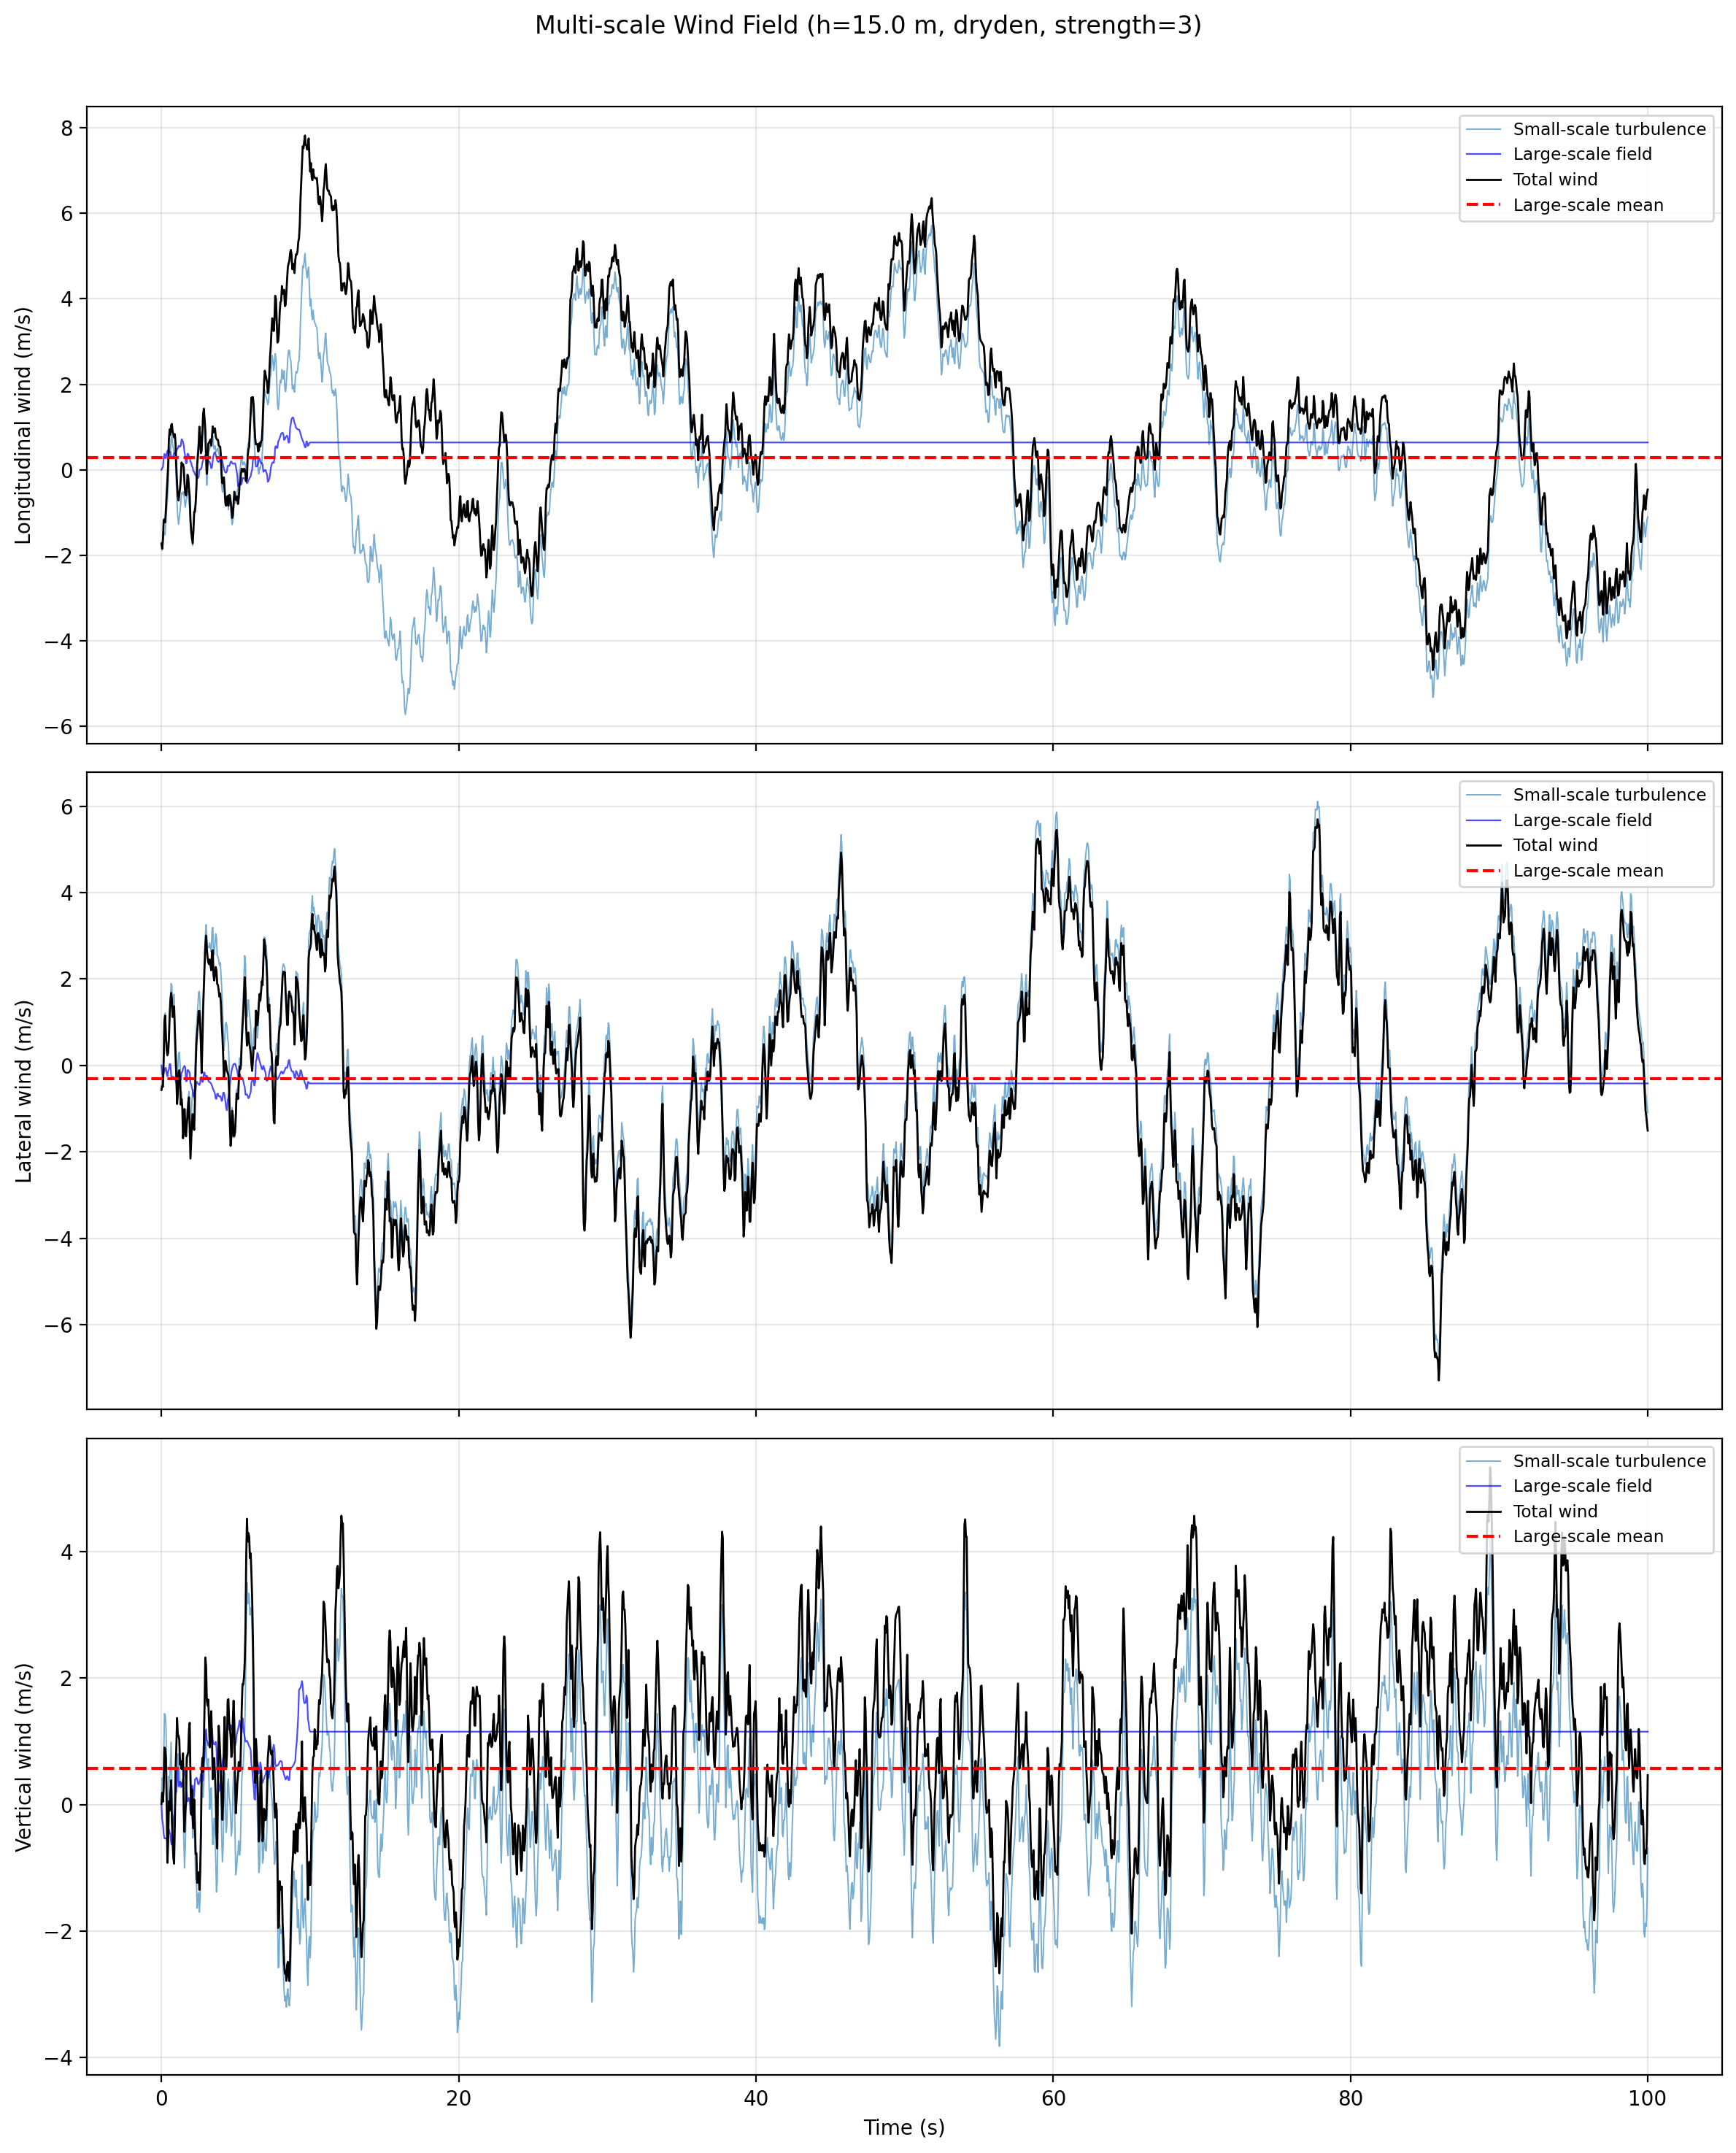 Multi-scale Wind Field (h=15.0 m, dryden, strength=3)
Longitudinal wind (m/s)
8
6
4
2
0
−2
−4
−6
Small-scale turbulence
Large-scale field
Total wind
Large-scale mean
Lateral wind (m/s)
6
4
2
0
−2
−4
−6
Small-scale turbulence
Large-scale field
Total wind
Large-scale mean
Vertical wind (m/s)
4
2
0
−2
−4
Small-scale turbulence
Large-scale field
Total wind
Large-scale mean
0 20 40 60 80 100
Time (s)